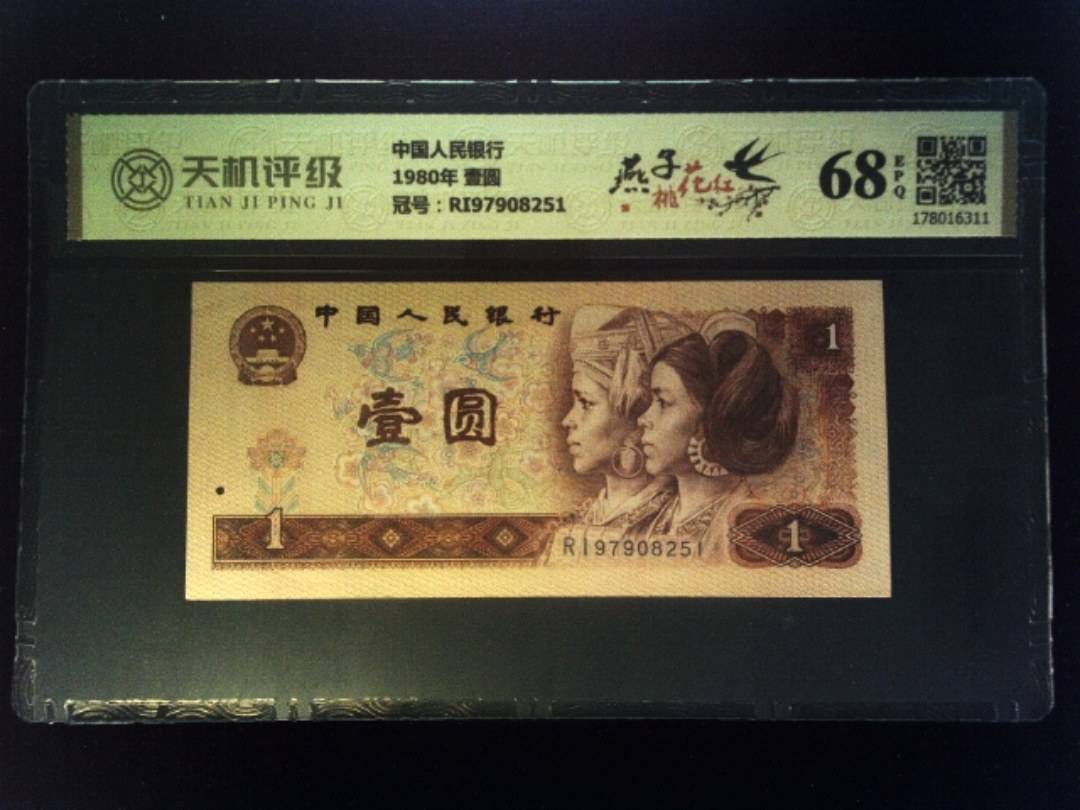 天机评级
TIAN JI PING JI
中国人民银行
1980年 壹圆
冠号：RI97908251
燕子
桃花红
68
EPQ
178016311
中国人民银行
1
壹圆
1
RI97908251
1